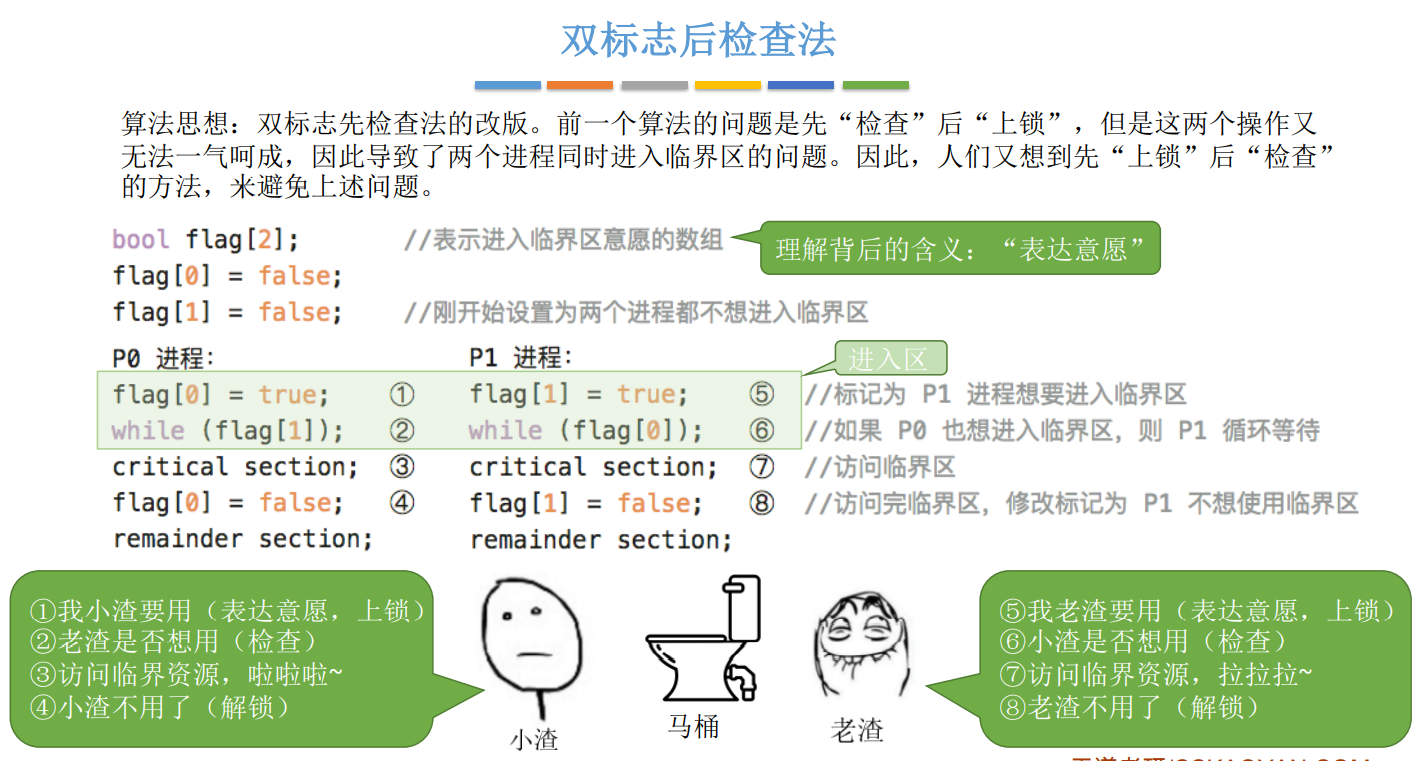 双标志后检查法
算法思想：双标志先检查法的改版。前一个算法的问题是先“检查”后“上锁”，但是这两个操作又
无法一气呵成，因此导致了两个进程同时进入临界区的问题。因此，人们又想到先“上锁”后“检查”
的方法，来避免上述问题。
bool flag[2]; //表示进入临界区意愿的数组
理解背后的含义：“表达意愿”
flag[0] = false;
flag[1] = false; //刚开始设置为两个进程都不想进入临界区
P0 进程： P1 进程：
进入区
flag[0] = true; ① flag[1] = true; ⑤ //标记为 P1 进程想要进入临界区
while (flag[1]); ② while (flag[0]); ⑥ //如果 P0 也想进入临界区，则 P1 循环等待
critical section; ③ critical section; ⑦ //访问临界区
flag[0] = false; ④ flag[1] = false; ⑧ //访问完临界区，修改标记为 P1 不想使用临界区
remainder section; remainder section;
①我小渣要用（表达意愿，上锁）
②老渣是否想用（检查）
③访问临界资源，啦啦啦~
④小渣不用了（解锁）
小渣
马桶
老渣
⑤我老渣要用（表达意愿，上锁）
⑥小渣是否想用（检查）
⑦访问临界资源，拉拉拉~
⑧老渣不用了（解锁）